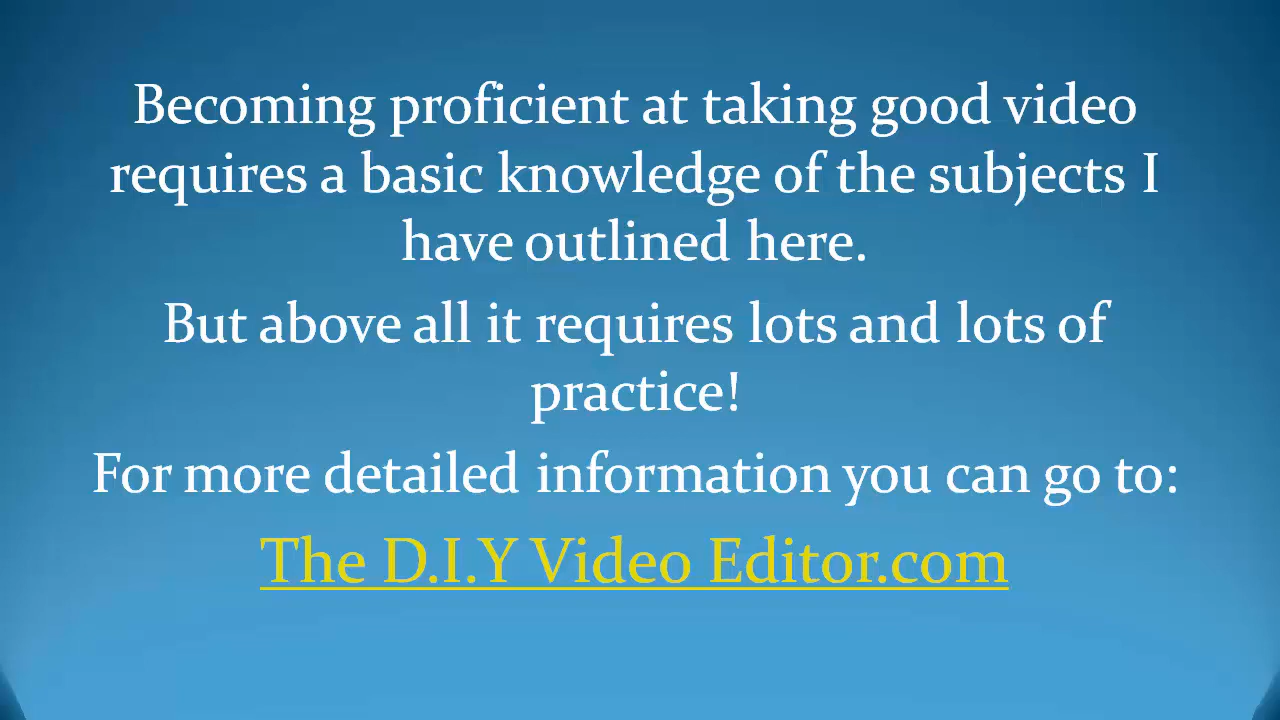 Becoming proficient at taking good video
requires a basic knowledge of the subjects I
have outlined here.
But above all it requires lots and lots of
practice!
For more detailed information you can go to:
The D.I.Y Video Editor.com